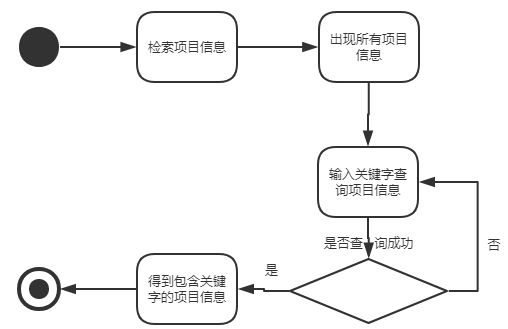 检索项目信息
出现所有项目
信息
输入关键字查
询项目信息
是否查 询成功
否
是
得到包含关键
字的项目信息